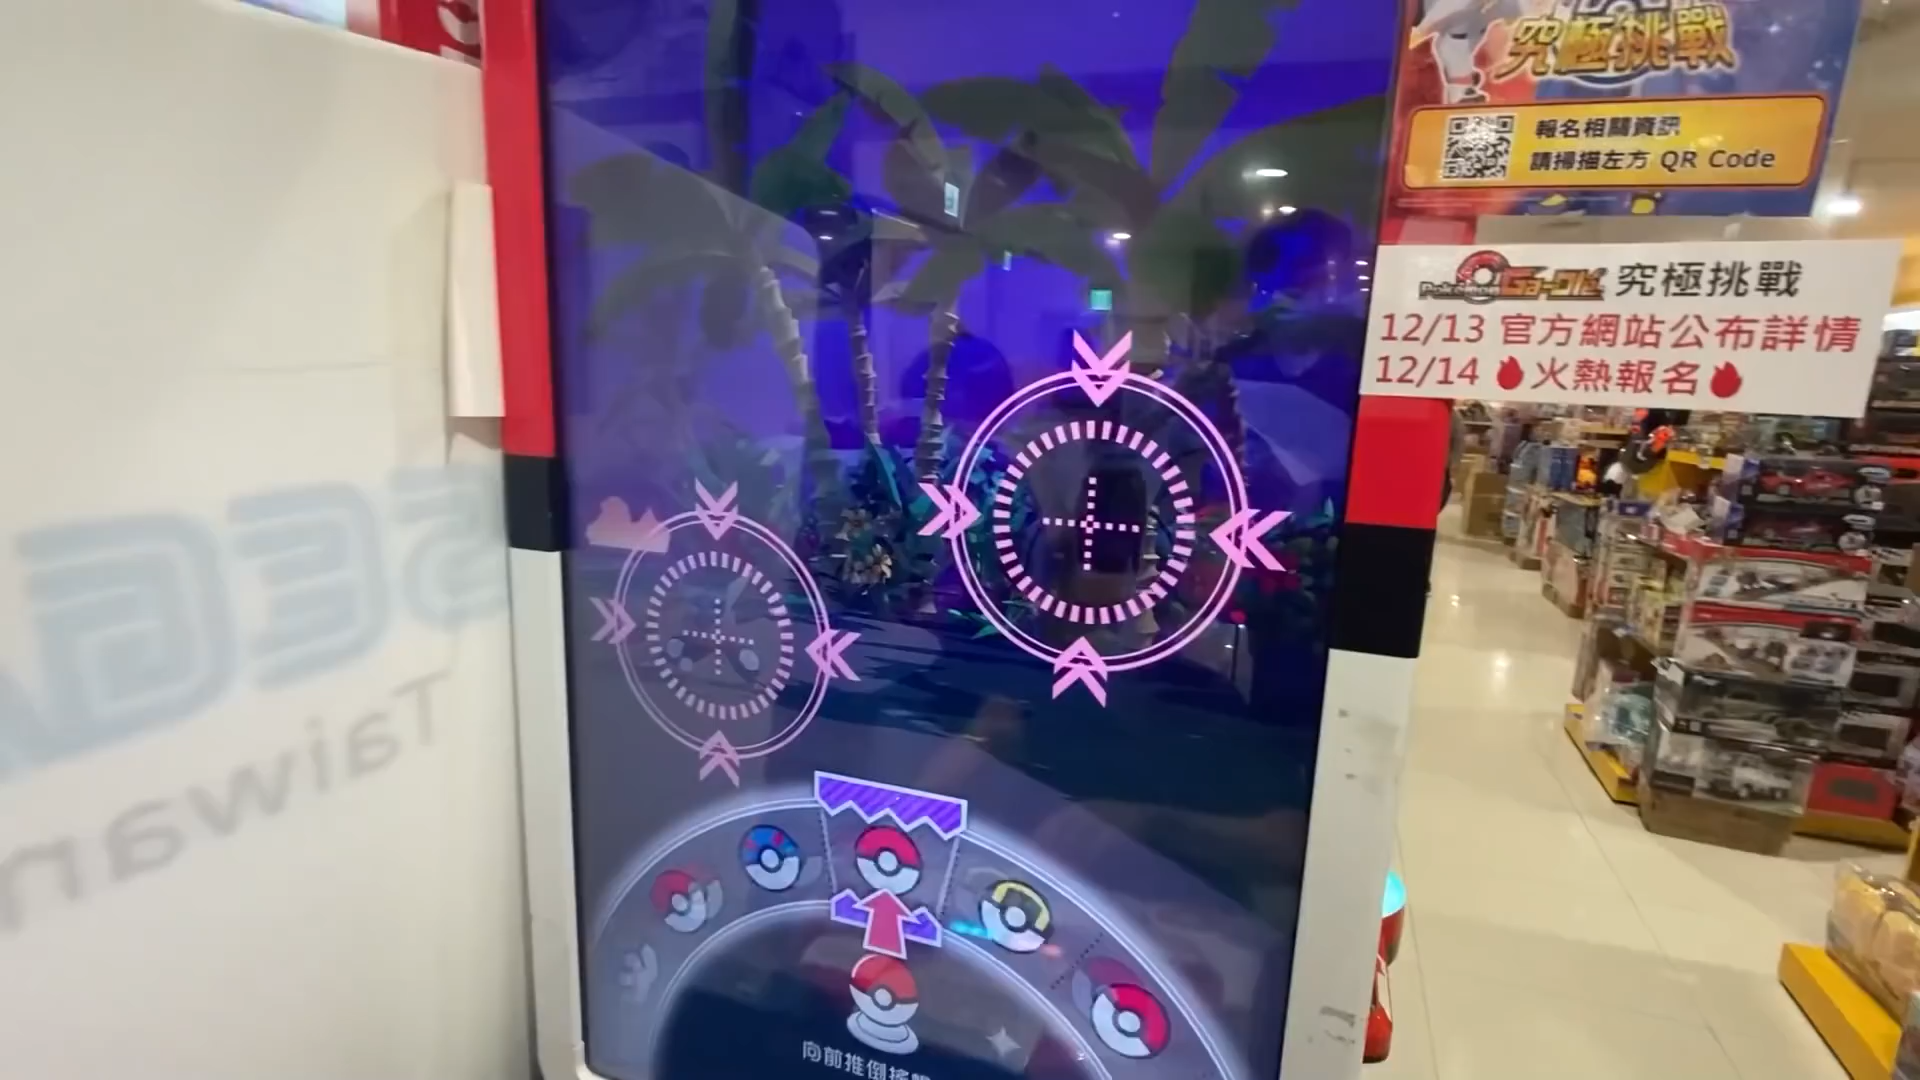 究極挑戰
報名相關資訊
請掃描左方 QR Code
Pokémon Ga-Olé 究極挑戰
12/13 官方網站公布詳情
12/14 火熱報名
SEGA
Taiwan
向前推倒搖桿